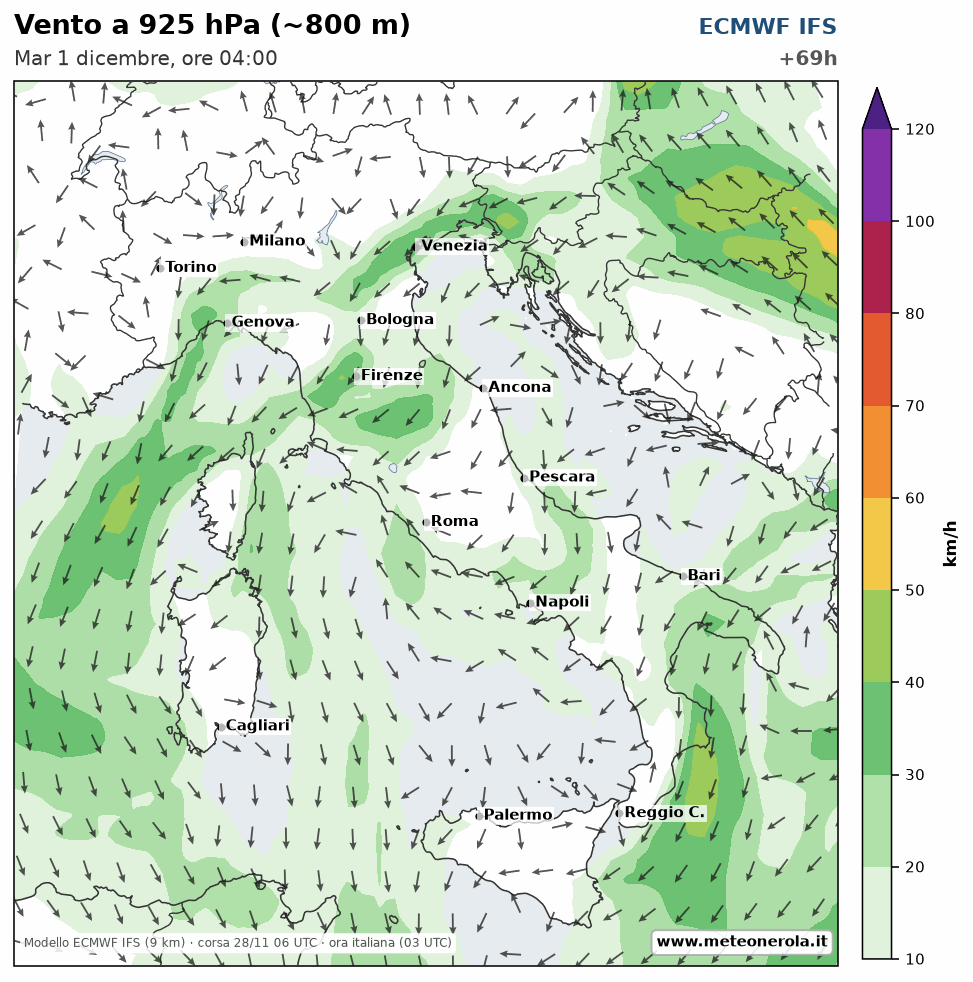 Vento a 925 hPa (~800 m)
ECMWF IFS
Mar 1 dicembre, ore 04:00
+69h
120
100
80
70
60
50
40
30
20
10
km/h
Milano
Venezia
Torino
Genova
Bologna
Firenze
Ancona
Pescara
Roma
Bari
Napoli
Cagliari
Palermo
Reggio C.
Modello ECMWF IFS (9 km) · corsa 28/11 06 UTC · ora italiana (03 UTC)
www.meteonerola.it